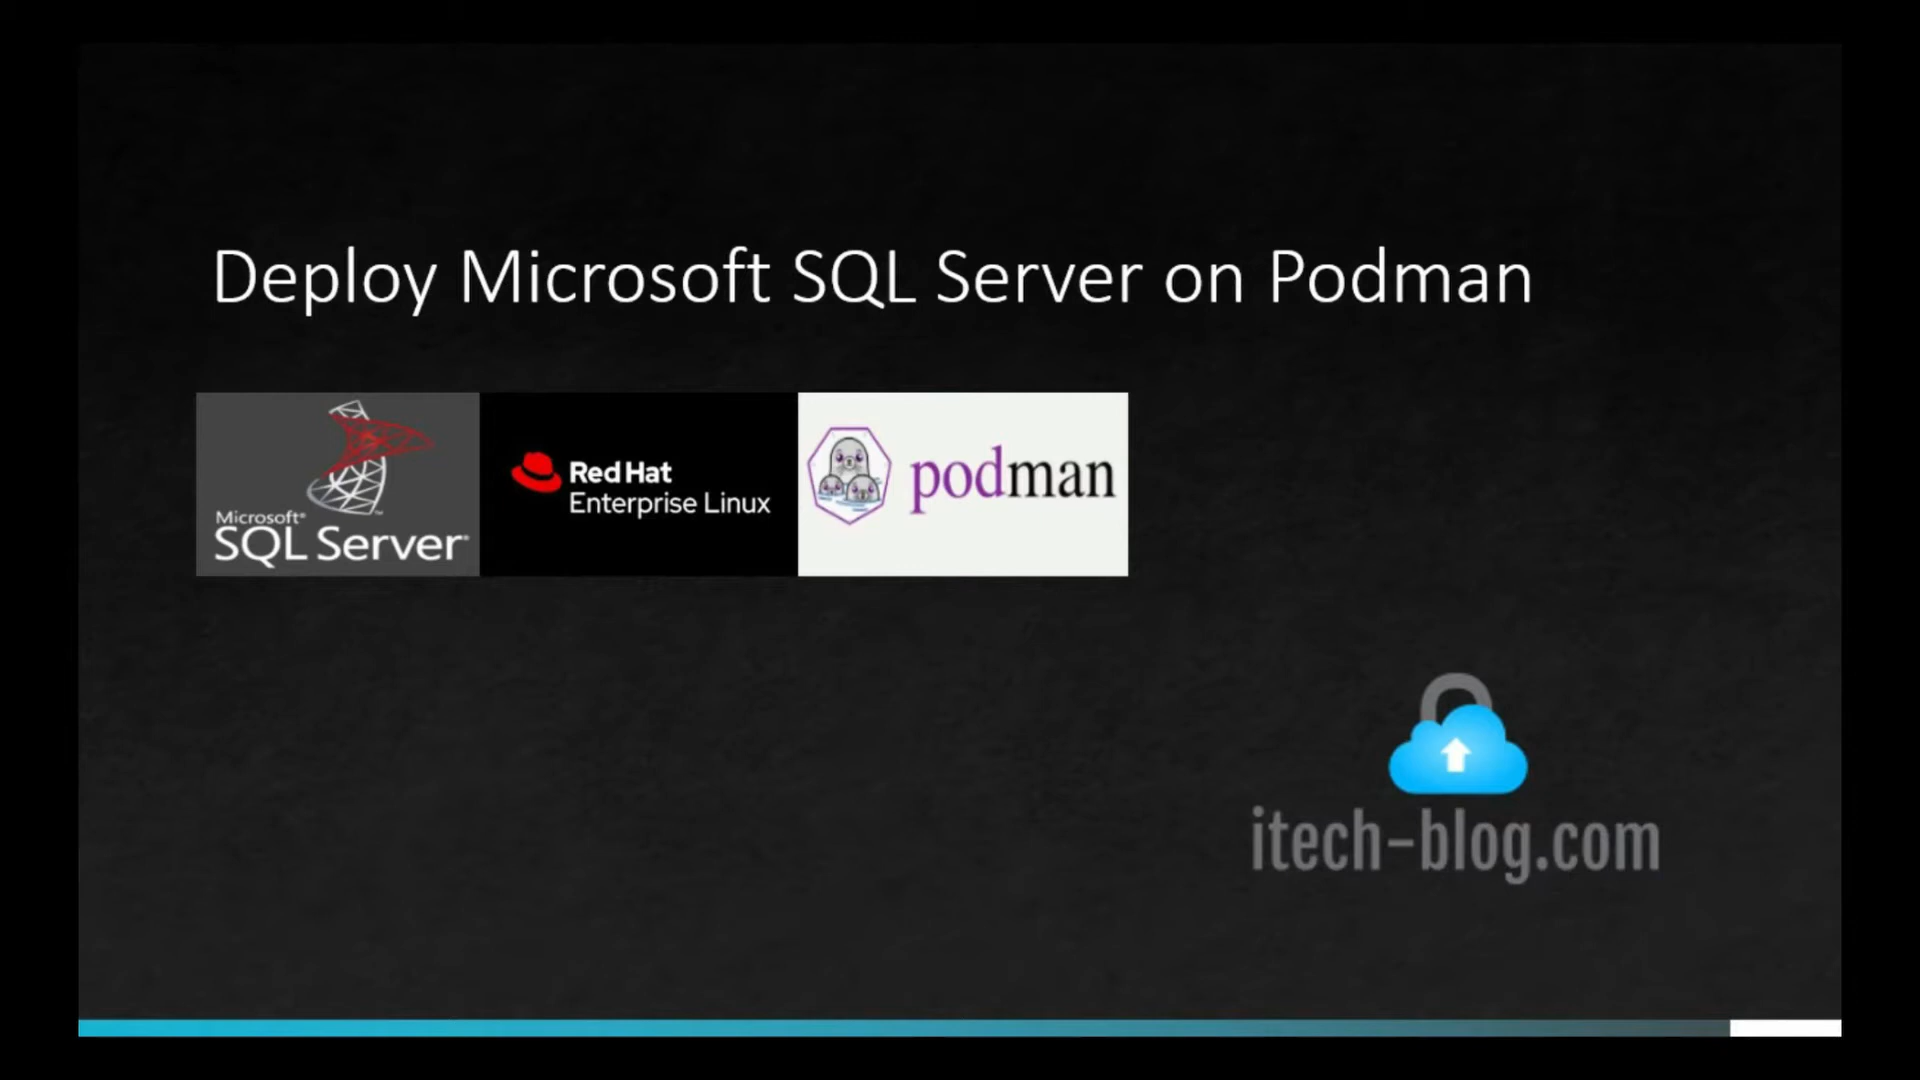 Deploy Microsoft SQL Server on Podman
Microsoft®
SQL Server®
Red Hat
Enterprise Linux
podman
itech-blog.com